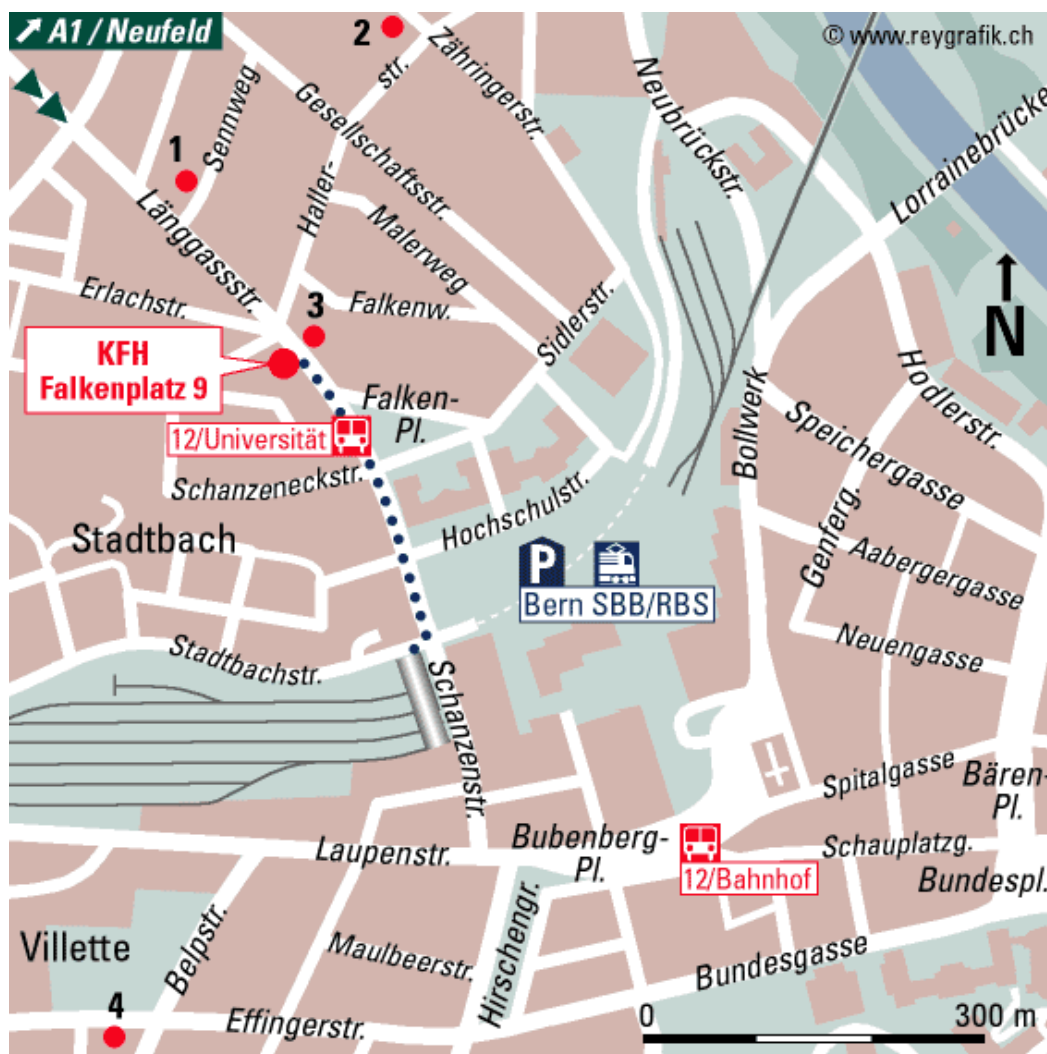 A1 / Neufeld
2
© www.reygrafik.ch
Zähringerstr.
Neubrückstr.
Lorrainebrücke
Gesellschaftsstr.
Haller-
str.
Sennweg
1
Länggassstr.
Malerweg
Erlachstr.
3
Falkenw.
Sidlerstr.
N
KFH
Falkenplatz 9
Falken-
Pl.
12/Universität
Schanzeneckstr.
Hochschulstr.
Bollwerk
Hodlerstr.
Speichergasse
Genferg.
Aabergergasse
Neuengasse
Stadtbach
P
Bern SBB/RBS
Stadtbachstr.
Schanzenstr.
Spitalgasse
Bären-
Pl.
Laupenstr.
Bubenberg-
Pl.
12/Bahnhof
Schauplatzg.
Bundespl.
Villette
Belpstr.
Maulbeerstr.
Hirschengr.
Bundesgasse
4
Effingerstr.
0
300 m